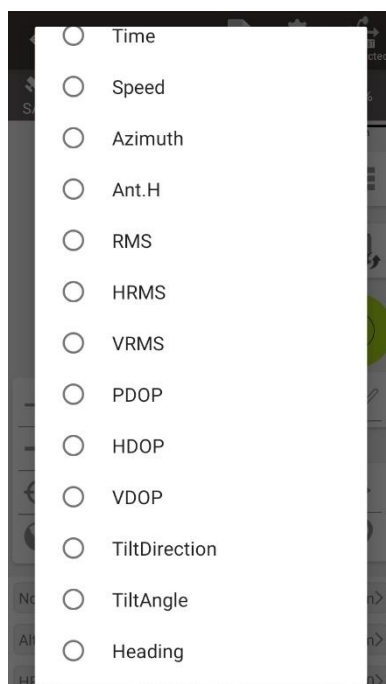 Time
Speed
Azimuth
Ant.H
RMS
HRMS
VRMS
PDOP
HDOP
VDOP
TiltDirection
TiltAngle
Heading